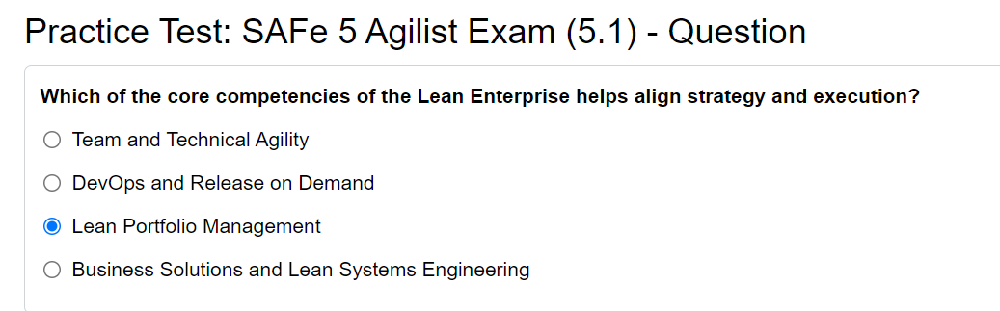 Practice Test: SAFe 5 Agilist Exam (5.1) - Question
Which of the core competencies of the Lean Enterprise helps align strategy and execution?
Team and Technical Agility
DevOps and Release on Demand
Lean Portfolio Management
Business Solutions and Lean Systems Engineering